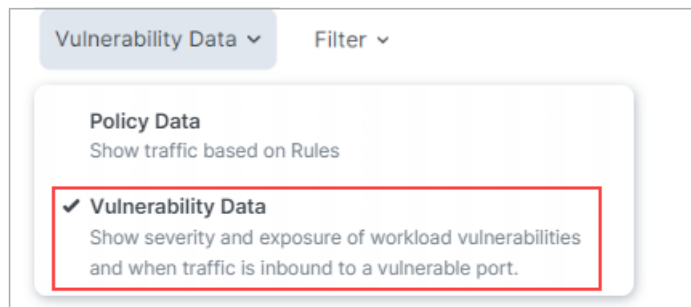 Vulnerability Data
Filter
Policy Data
Show traffic based on Rules
Vulnerability Data
Show severity and exposure of workload vulnerabilities
and when traffic is inbound to a vulnerable port.